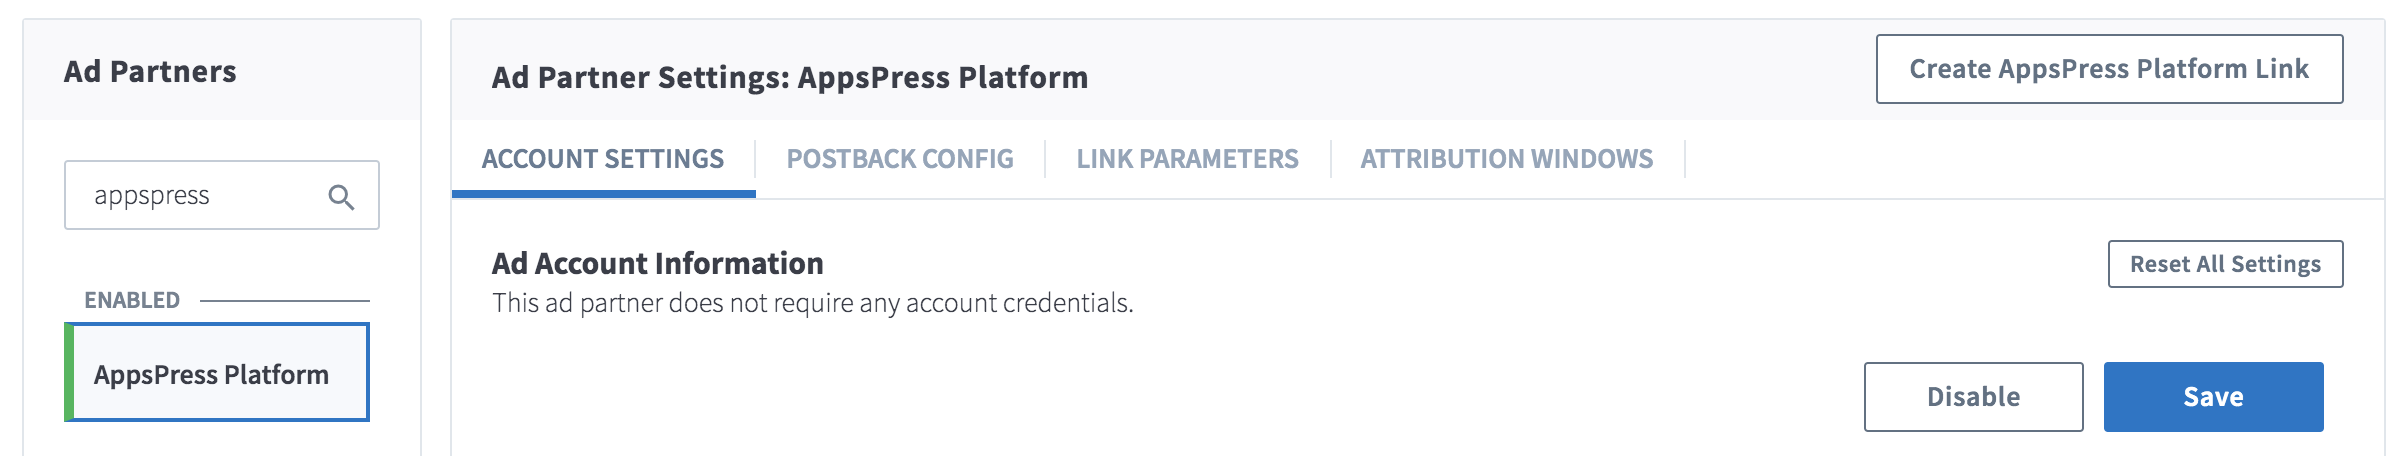 Ad Partners
appspress
ENABLED
AppsPress Platform
Ad Partner Settings: AppsPress Platform
Create AppsPress Platform Link
ACCOUNT SETTINGS
POSTBACK CONFIG
LINK PARAMETERS
ATTRIBUTION WINDOWS
Ad Account Information
Reset All Settings
This ad partner does not require any account credentials.
Disable
Save